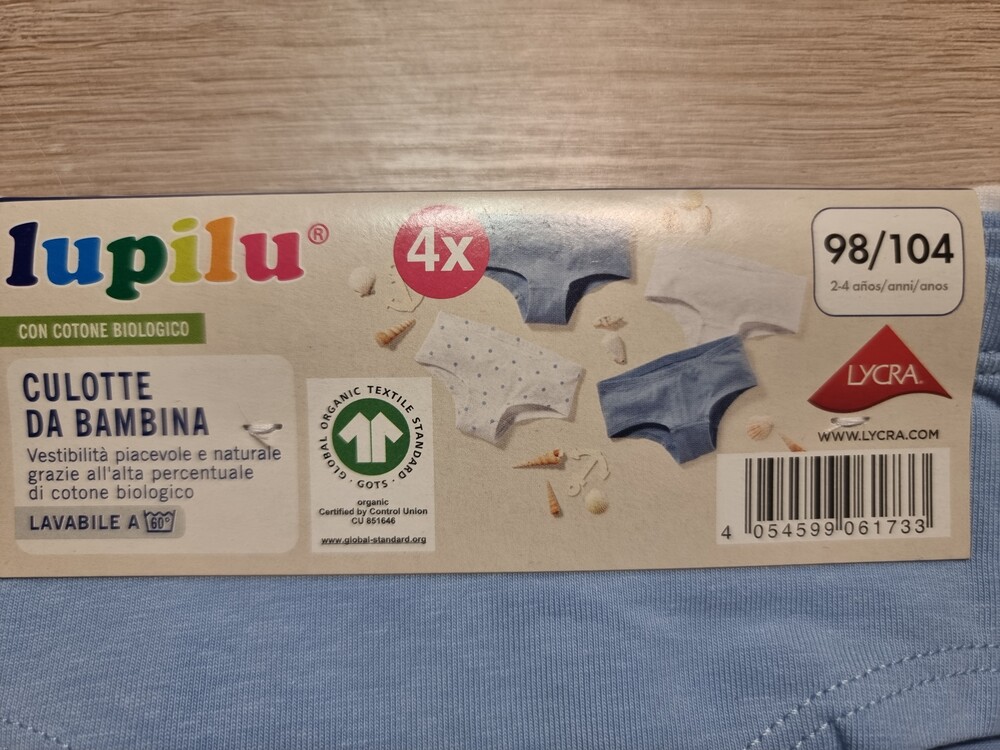 lupilu®
4x
98/104
2-4 años/anni/anos
CON COTONE BIOLOGICO
CULOTTE
DA BAMBINA
Vestibilità piacevole e naturale
grazie all'alta percentuale
di cotone biologico
LAVABILE A 60°
GLOBAL ORGANIC TEXTILE STANDARD · GOTS ·
organic
Certified by Control Union
CU 851646
www.global-standard.org
LYCRA®
WWW.LYCRA.COM
4 054599 061733